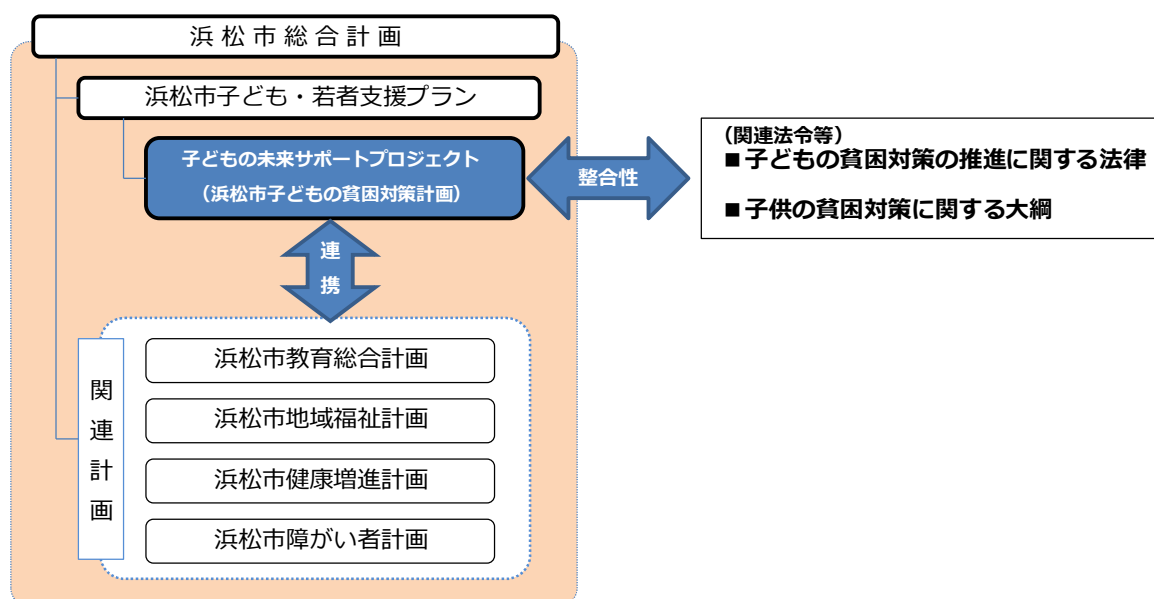 浜松市総合計画
浜松市子ども・若者支援プラン
子どもの未来サポートプロジェクト
（浜松市子どもの貧困対策計画）
整合性
（関連法令等）
■子どもの貧困対策の推進に関する法律
■子供の貧困対策に関する大綱
連携
関連計画
浜松市教育総合計画
浜松市地域福祉計画
浜松市健康増進計画
浜松市障がい者計画